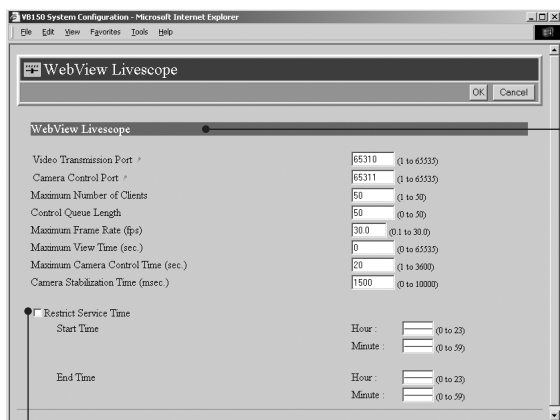 VB150 System Configuration - Microsoft Internet Explorer
File Edit View Favorites Tools Help
WebView Livescope
OK Cancel
WebView Livescope
Video Transmission Port 65310 (1 to 65535)
Camera Control Port 65311 (1 to 65535)
Maximum Number of Clients 50 (1 to 50)
Control Queue Length 50 (0 to 50)
Maximum Frame Rate (fps) 30.0 (0.1 to 30.0)
Maximum View Time (sec.) 0 (0 to 65535)
Maximum Camera Control Time (sec.) 20 (1 to 3600)
Camera Stabilization Time (msec.) 1500 (0 to 10000)
Restrict Service Time
Start Time Hour : (0 to 23)
Minute : (0 to 59)
End Time Hour : (0 to 23)
Minute : (0 to 59)